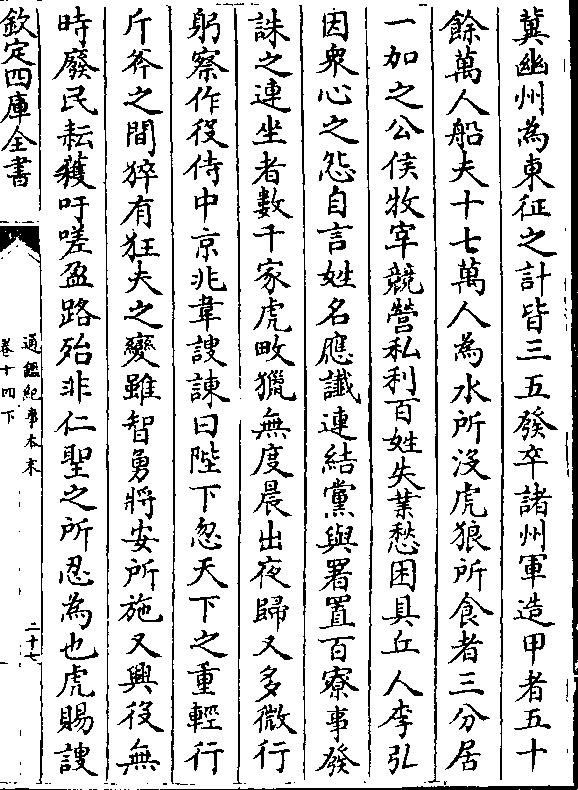 冀幽州為東征之計皆三五發卒諸州軍造甲者五十
餘萬人船夫十七萬人為水所沒虎狼所食者三分居
一加之公侯牧宰競營私利百姓失業愁困具丘人李弘
因衆心之怨自言姓名應讖連結黨與署置百寮事發
誅之連坐者數千家虎畋獵無度晨出夜歸又多微行
躬察作役侍中京兆韋謏諫曰陛下忽天下之重輕行
斤斧之間猝有狂夫之變雖智勇將安所施又興役無
時廢民耘穫吁嗟盈路殆非仁聖之所忍為也虎賜謏
欽定四庫全書
通鑑紀事本末
卷十四下
二十七